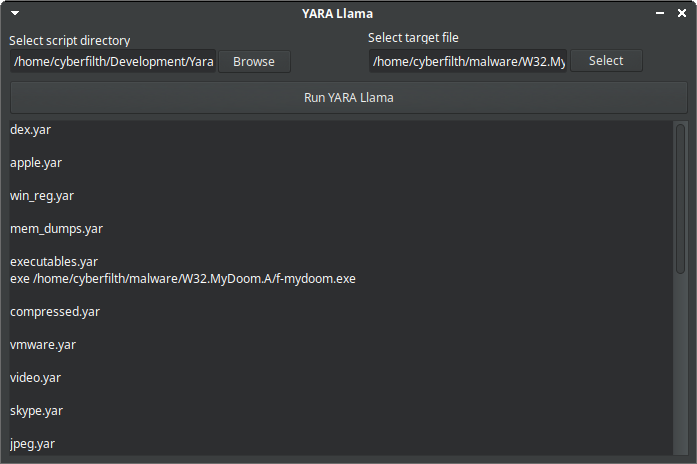 YARA Llama
Select script directory
Select target file
/home/cyberfilth/Development/Yara
Browse
/home/cyberfilth/malware/W32.My
Select
Run YARA Llama
dex.yar
apple.yar
win_reg.yar
mem_dumps.yar
executables.yar
exe /home/cyberfilth/malware/W32.MyDoom.A/f-mydoom.exe
compressed.yar
vmware.yar
video.yar
skype.yar
jpeg.yar